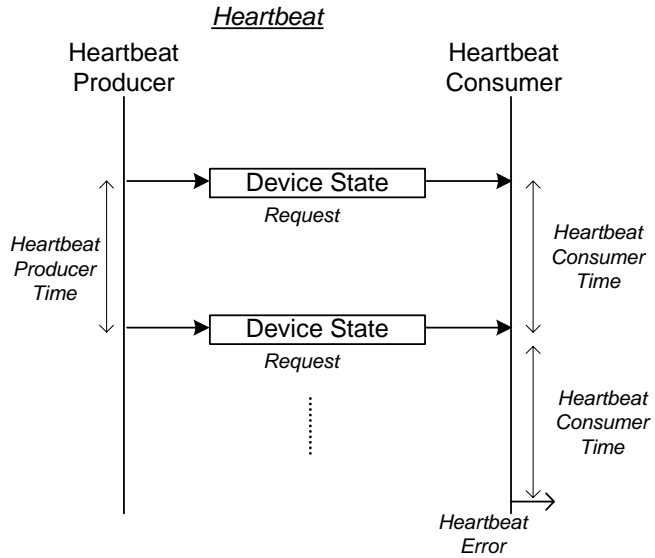 Heartbeat
Heartbeat
Producer
Heartbeat
Consumer
Device State
Request
Heartbeat
Producer
Time
Heartbeat
Consumer
Time
Device State
Request
Heartbeat
Consumer
Time
Heartbeat
Error